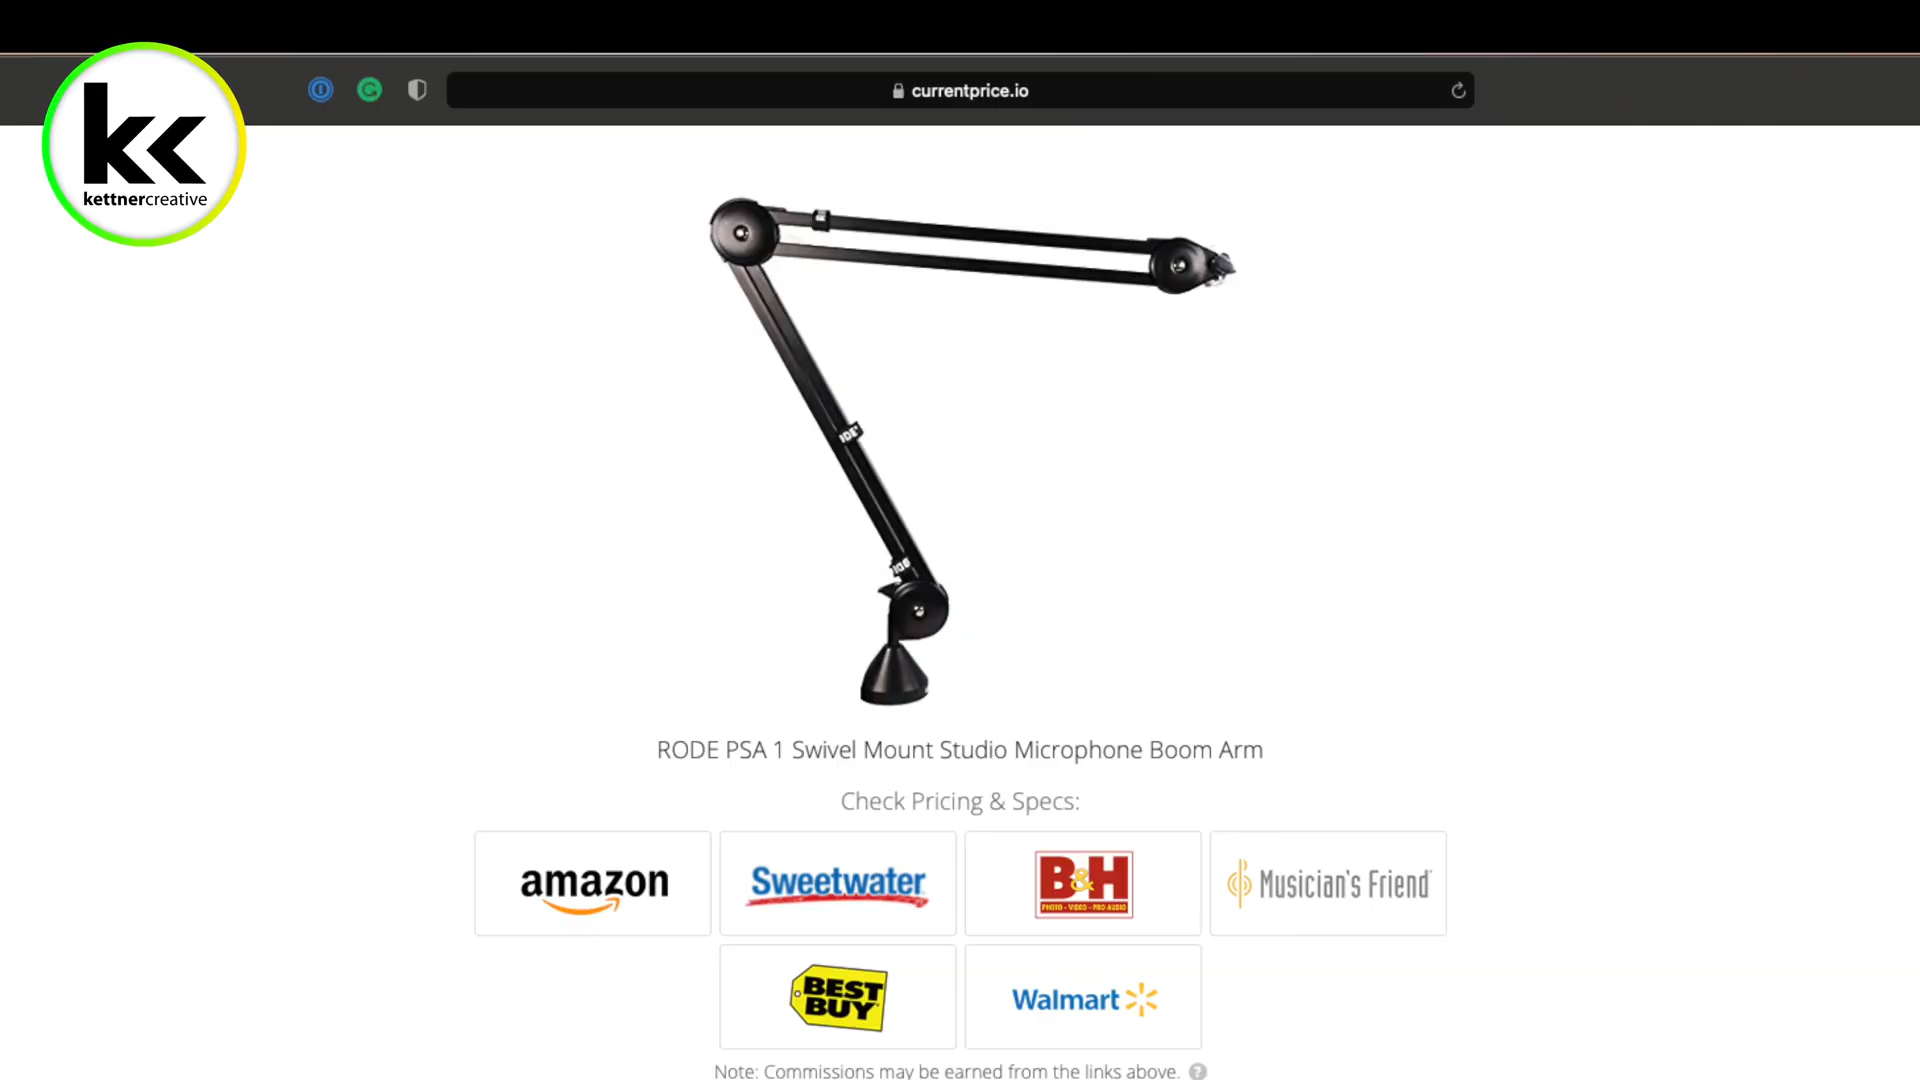 currentprice.io
kk
kettnercreative
RODE PSA 1 Swivel Mount Studio Microphone Boom Arm
Check Pricing & Specs:
amazon
Sweetwater
B&H
PHOTO - VIDEO - PRO AUDIO
Musician's Friend
BEST
BUY
Walmart
Note: Commissions may be earned from the links above.